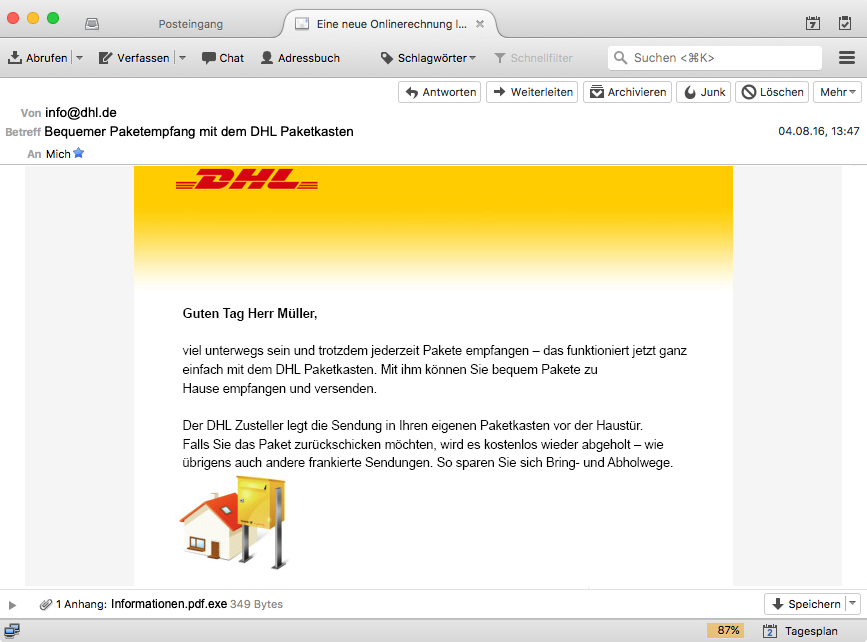 Posteingang
Eine neue Onlinerechnung l...
7
Abrufen
Verfassen
Chat
Adressbuch
Schlagwörter
Schnellfilter
Suchen <⌘K>
Antworten
Weiterleiten
Archivieren
Junk
Löschen
Mehr
Von info@dhl.de
Betreff Bequemer Paketempfang mit dem DHL Paketkasten
04.08.16, 13:47
An Mich
DHL
Guten Tag Herr Müller,
viel unterwegs sein und trotzdem jederzeit Pakete empfangen – das funktioniert jetzt ganz
einfach mit dem DHL Paketkasten. Mit ihm können Sie bequem Pakete zu
Hause empfangen und versenden.
Der DHL Zusteller legt die Sendung in Ihren eigenen Paketkasten vor der Haustür.
Falls Sie das Paket zurückschicken möchten, wird es kostenlos wieder abgeholt – wie
übrigens auch andere frankierte Sendungen. So sparen Sie sich Bring- und Abholwege.
1 Anhang: Informationen.pdf.exe 349 Bytes
Speichern
87%
2
Tagesplan